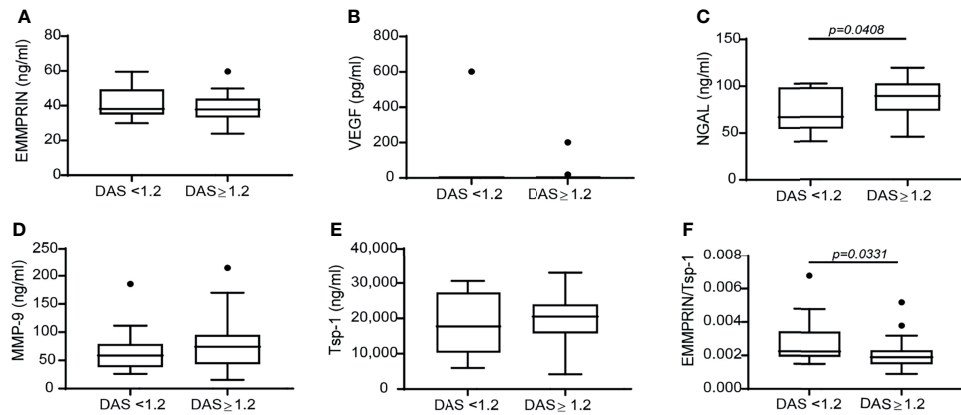 A
EMMPRIN (ng/ml)
80
60
40
20
0
DAS <1.2
DAS ≥ 1.2
B
VEGF (pg/ml)
800
600
400
200
0
DAS <1.2
DAS ≥ 1.2
C
NGAL (ng/ml)
150
100
50
0
p=0.0408
DAS <1.2
DAS ≥ 1.2
D
MMP-9 (ng/ml)
250
200
150
100
50
0
DAS <1.2
DAS ≥ 1.2
E
Tsp-1 (ng/ml)
40,000
30,000
20,000
10,000
0
DAS <1.2
DAS ≥ 1.2
F
EMMPRIN/Tsp-1
0.008
0.006
0.004
0.002
0.000
p=0.0331
DAS <1.2
DAS ≥ 1.2